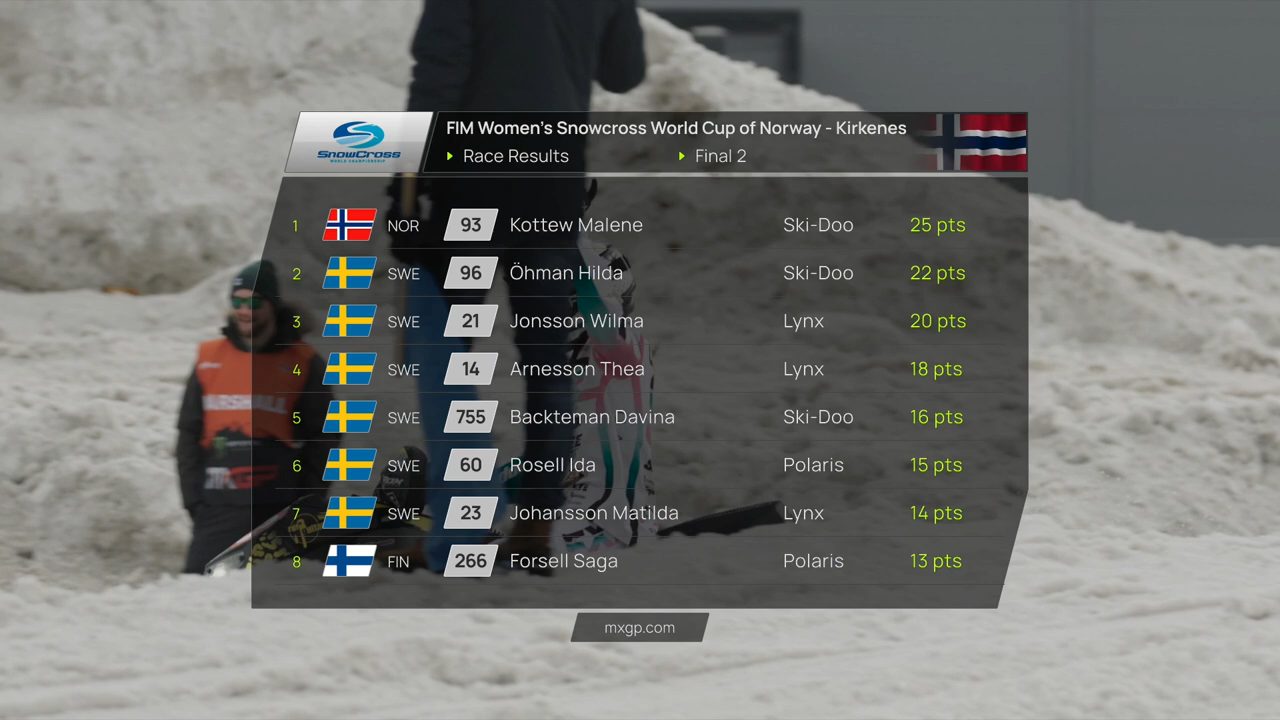 SNOWCROSS
WORLD CHAMPIONSHIP
FIM Women's Snowcross World Cup of Norway - Kirkenes
Race Results Final 2
1 NOR 93 Kottew Malene Ski-Doo 25 pts
2 SWE 96 Öhman Hilda Ski-Doo 22 pts
3 SWE 21 Jonsson Wilma Lynx 20 pts
4 SWE 14 Arnesson Thea Lynx 18 pts
5 SWE 755 Backteman Davina Ski-Doo 16 pts
6 SWE 60 Rosell Ida Polaris 15 pts
7 SWE 23 Johansson Matilda Lynx 14 pts
8 FIN 266 Forsell Saga Polaris 13 pts
MARSHALL
mxgp.com